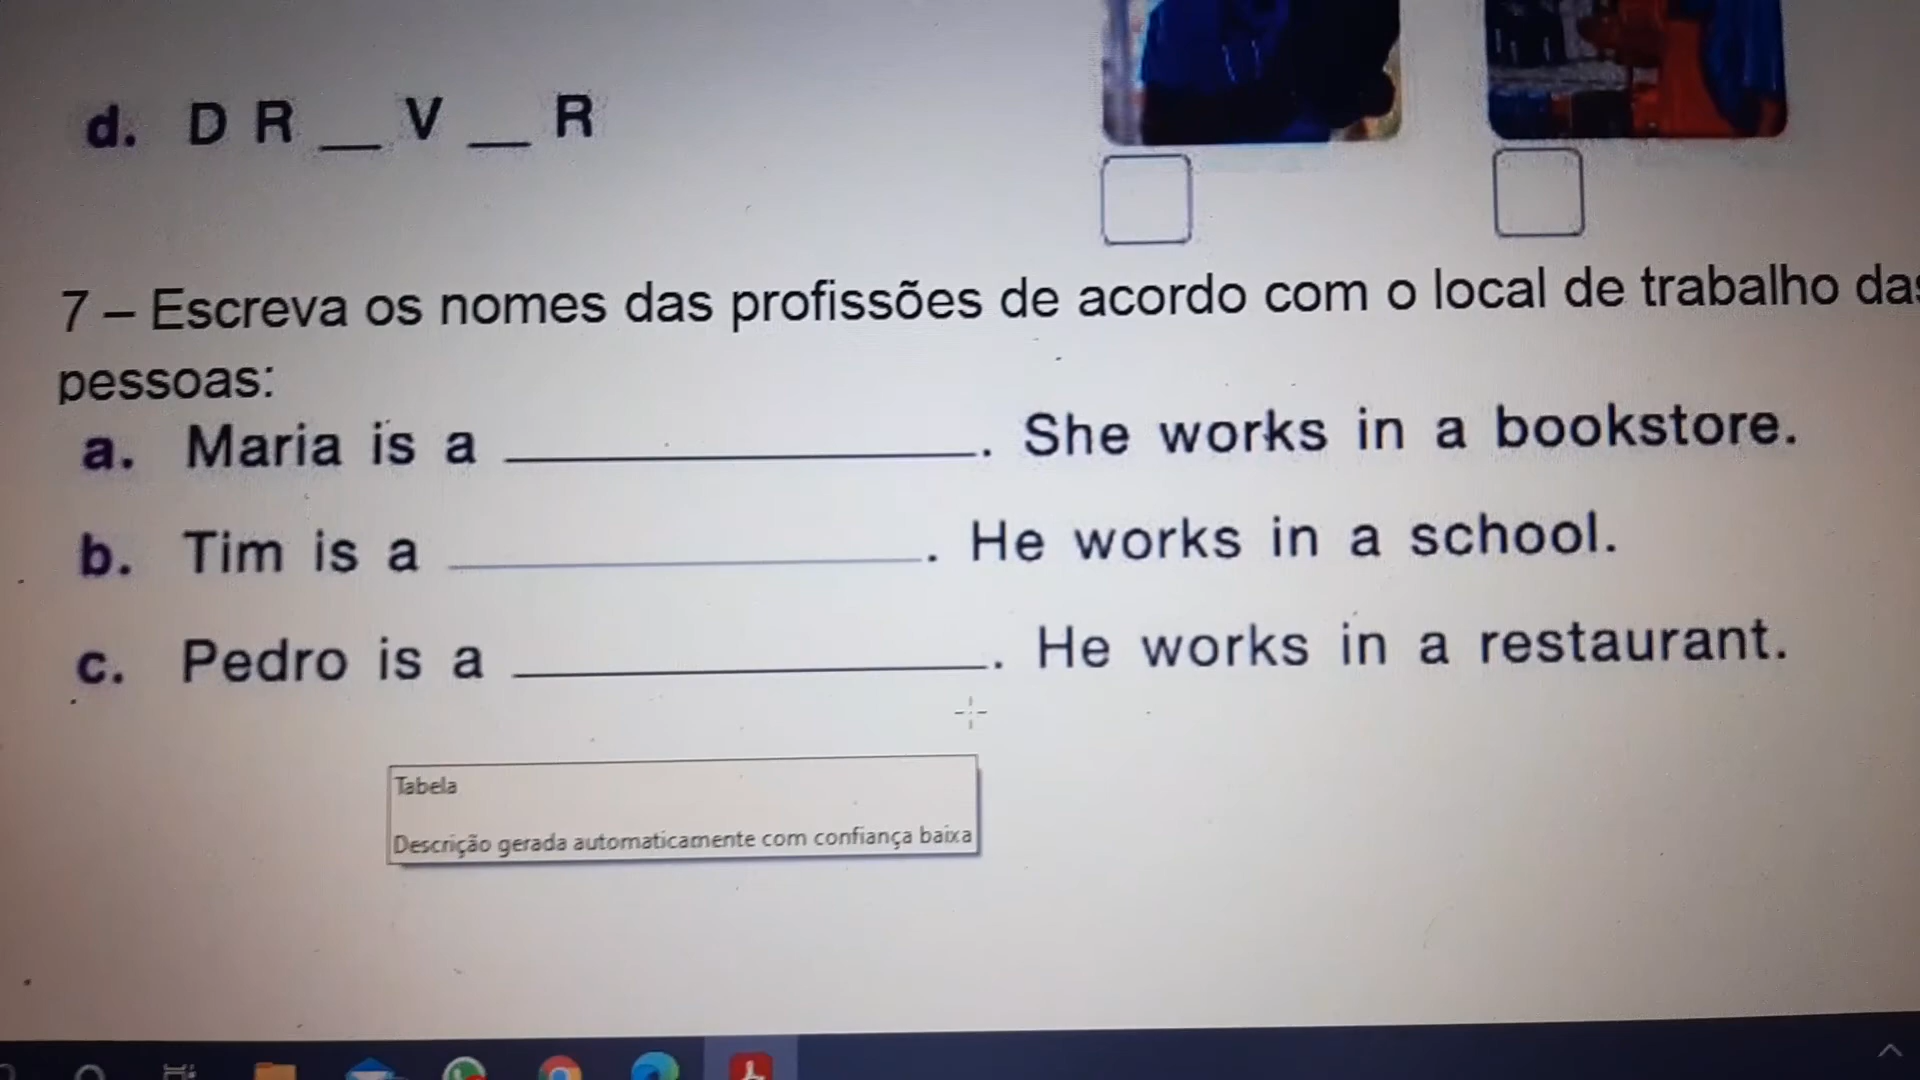 d. D R __ V __ R
7 – Escreva os nomes das profissões de acordo com o local de trabalho das
pessoas:
a. Maria is a ____________. She works in a bookstore.
b. Tim is a ____________. He works in a school.
c. Pedro is a ____________. He works in a restaurant.
Tabela
Descrição gerada automaticamente com confiança baixa